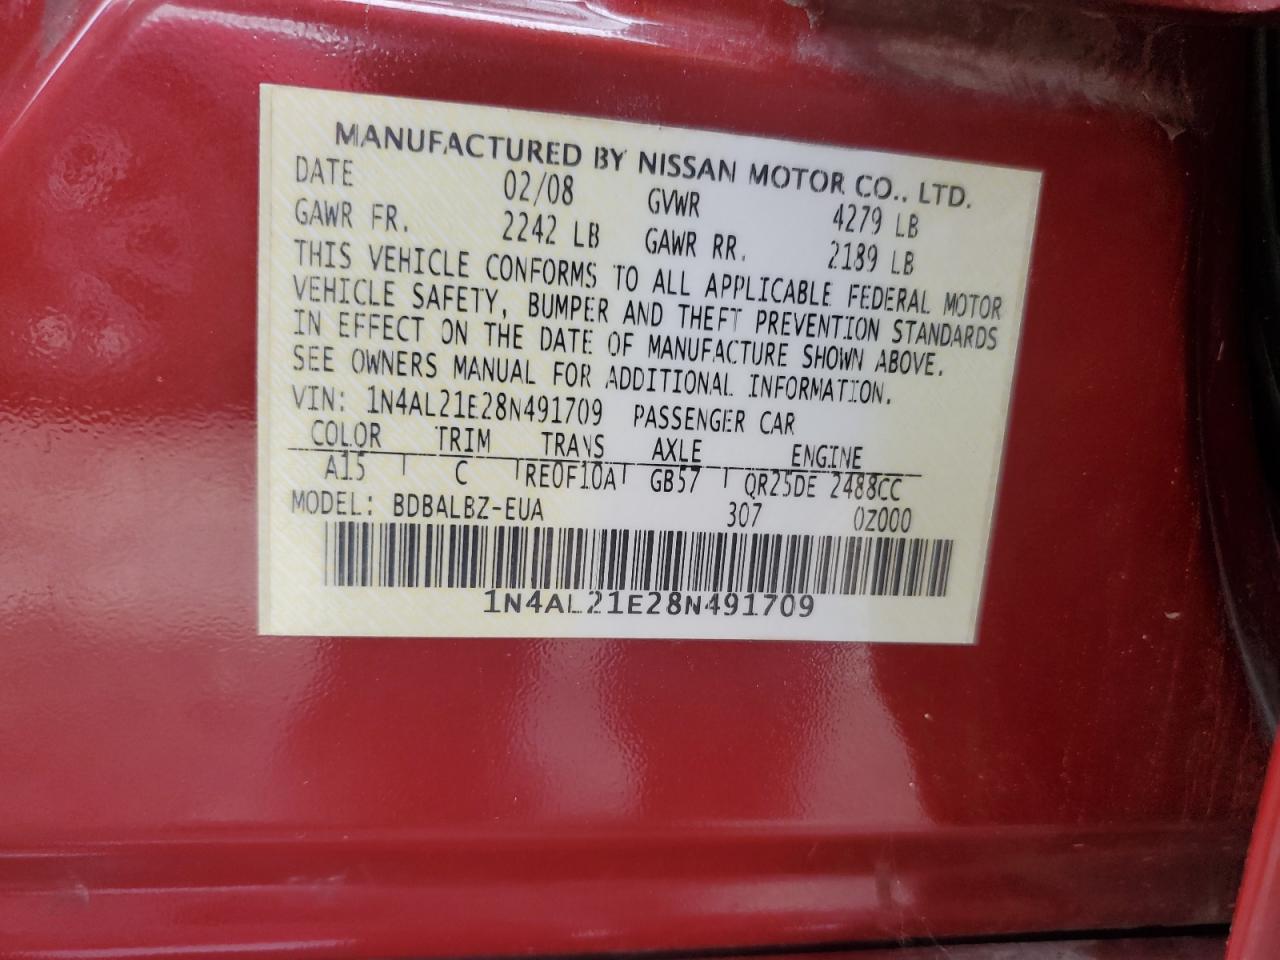 MANUFACTURED BY NISSAN MOTOR CO., LTD.
DATE 02/08 GVWR 4279 LB
GAWR FR. 2242 LB GAWR RR. 2189 LB
THIS VEHICLE CONFORMS TO ALL APPLICABLE FEDERAL MOTOR
VEHICLE SAFETY, BUMPER AND THEFT PREVENTION STANDARDS
IN EFFECT ON THE DATE OF MANUFACTURE SHOWN ABOVE.
SEE OWNERS MANUAL FOR ADDITIONAL INFORMATION.
VIN: 1N4AL21E28N491709 PASSENGER CAR
COLOR TRIM TRANS AXLE ENGINE
A15 C RE0F10A GB57 QR25DE 2488CC
MODEL: BDBALBZ-EUA 307 0Z000
1N4AL21E28N491709